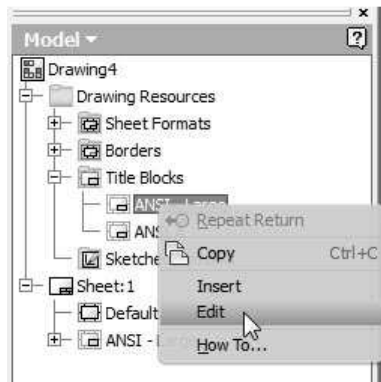 x
Model
?
Drawing4
Drawing Resources
Sheet Formats
Borders
Title Blocks
ANSI - Large
Repeat Return
Copy Ctrl+C
Insert
Edit
How To...
Sheet:1
Default
ANSI -